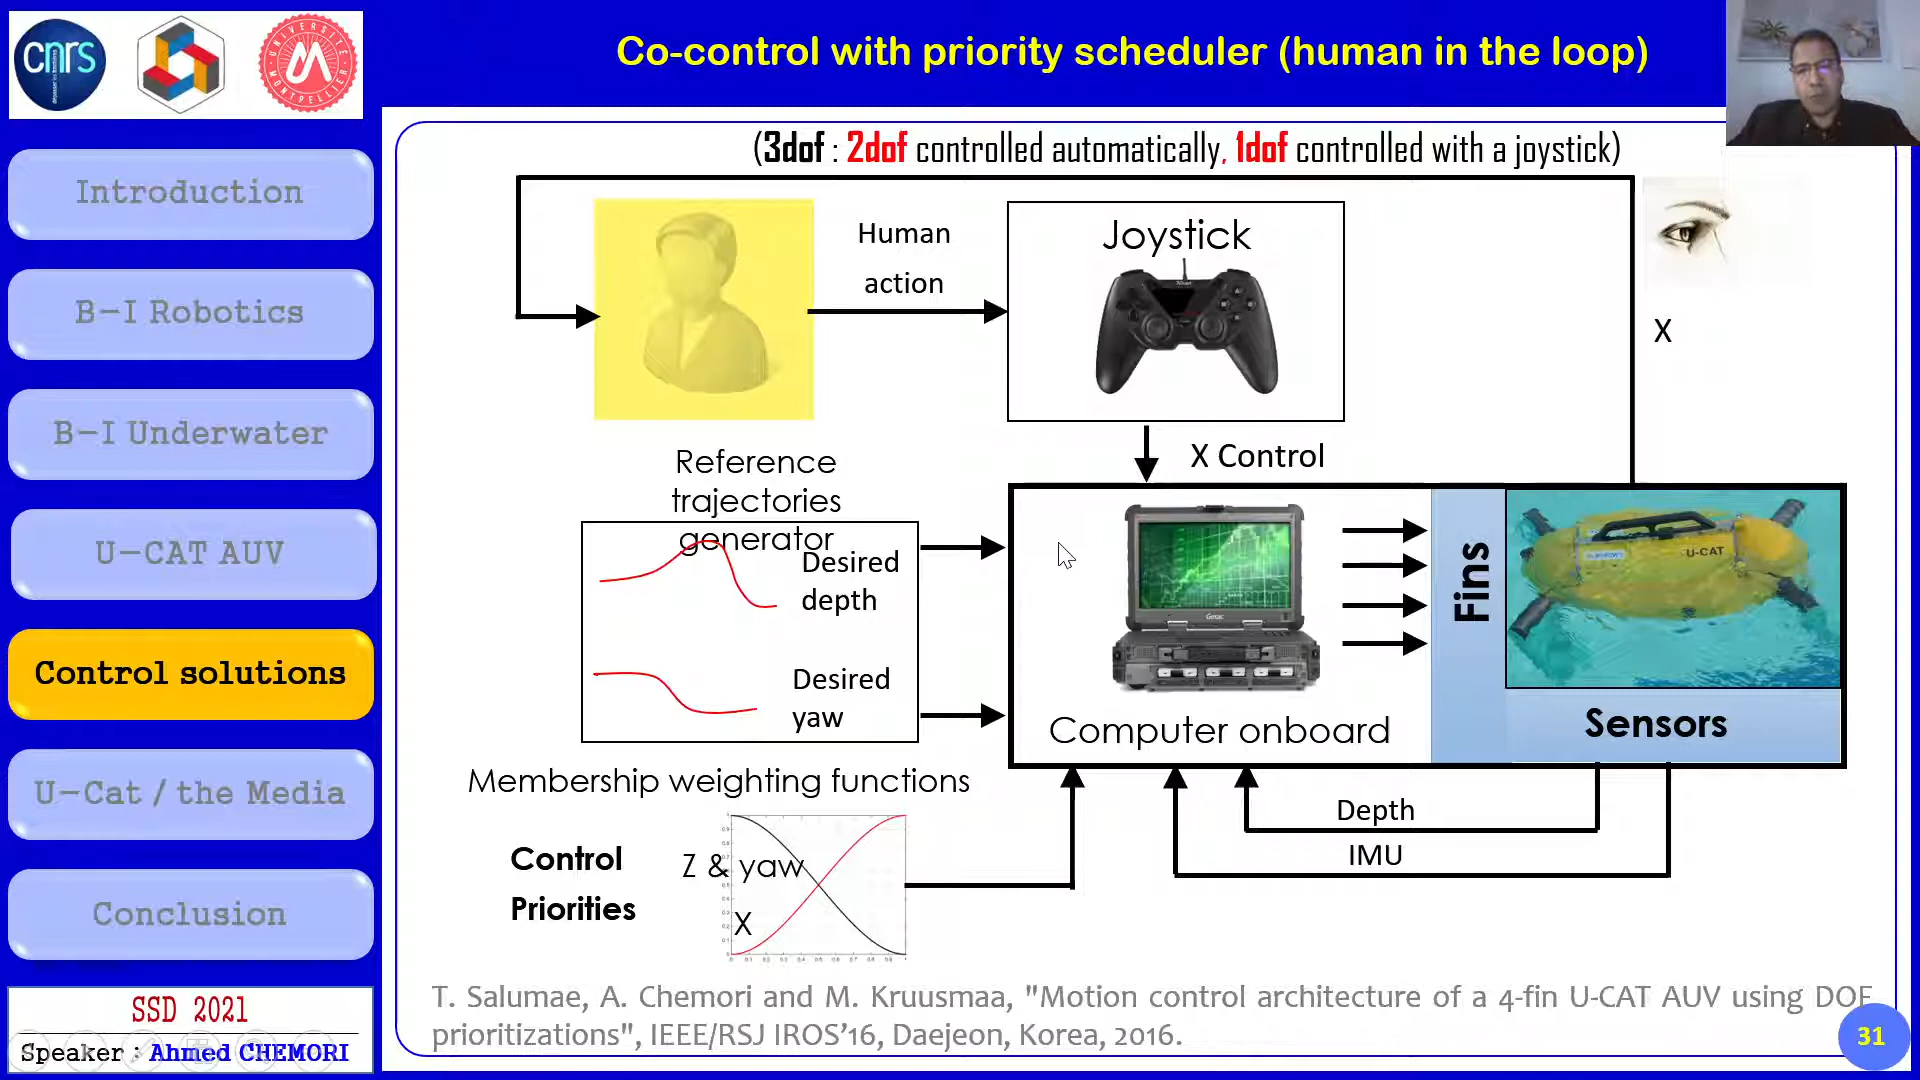 cnrs
UNIVERSITÉ
MONTPELLIER
Co-control with priority scheduler (human in the loop)
Introduction
B-I Robotics
B-I Underwater
U-CAT AUV
Control solutions
U-Cat / the Media
Conclusion
SSD 2021
Speaker : Ahmed CHEMORI
(3dof : 2dof controlled automatically, 1dof controlled with a joystick)
Human
action
Joystick
X
X Control
Reference
trajectories
generator
Desired
depth
Desired
yaw
Getac
Computer onboard
Fins
U-CAT
Sensors
Membership weighting functions
Depth
IMU
Control
Priorities
Z & yaw
X
T. Salumae, A. Chemori and M. Kruusmaa, "Motion control architecture of a 4-fin U-CAT AUV using DOF
prioritizations", IEEE/RSJ IROS'16, Daejeon, Korea, 2016.
31